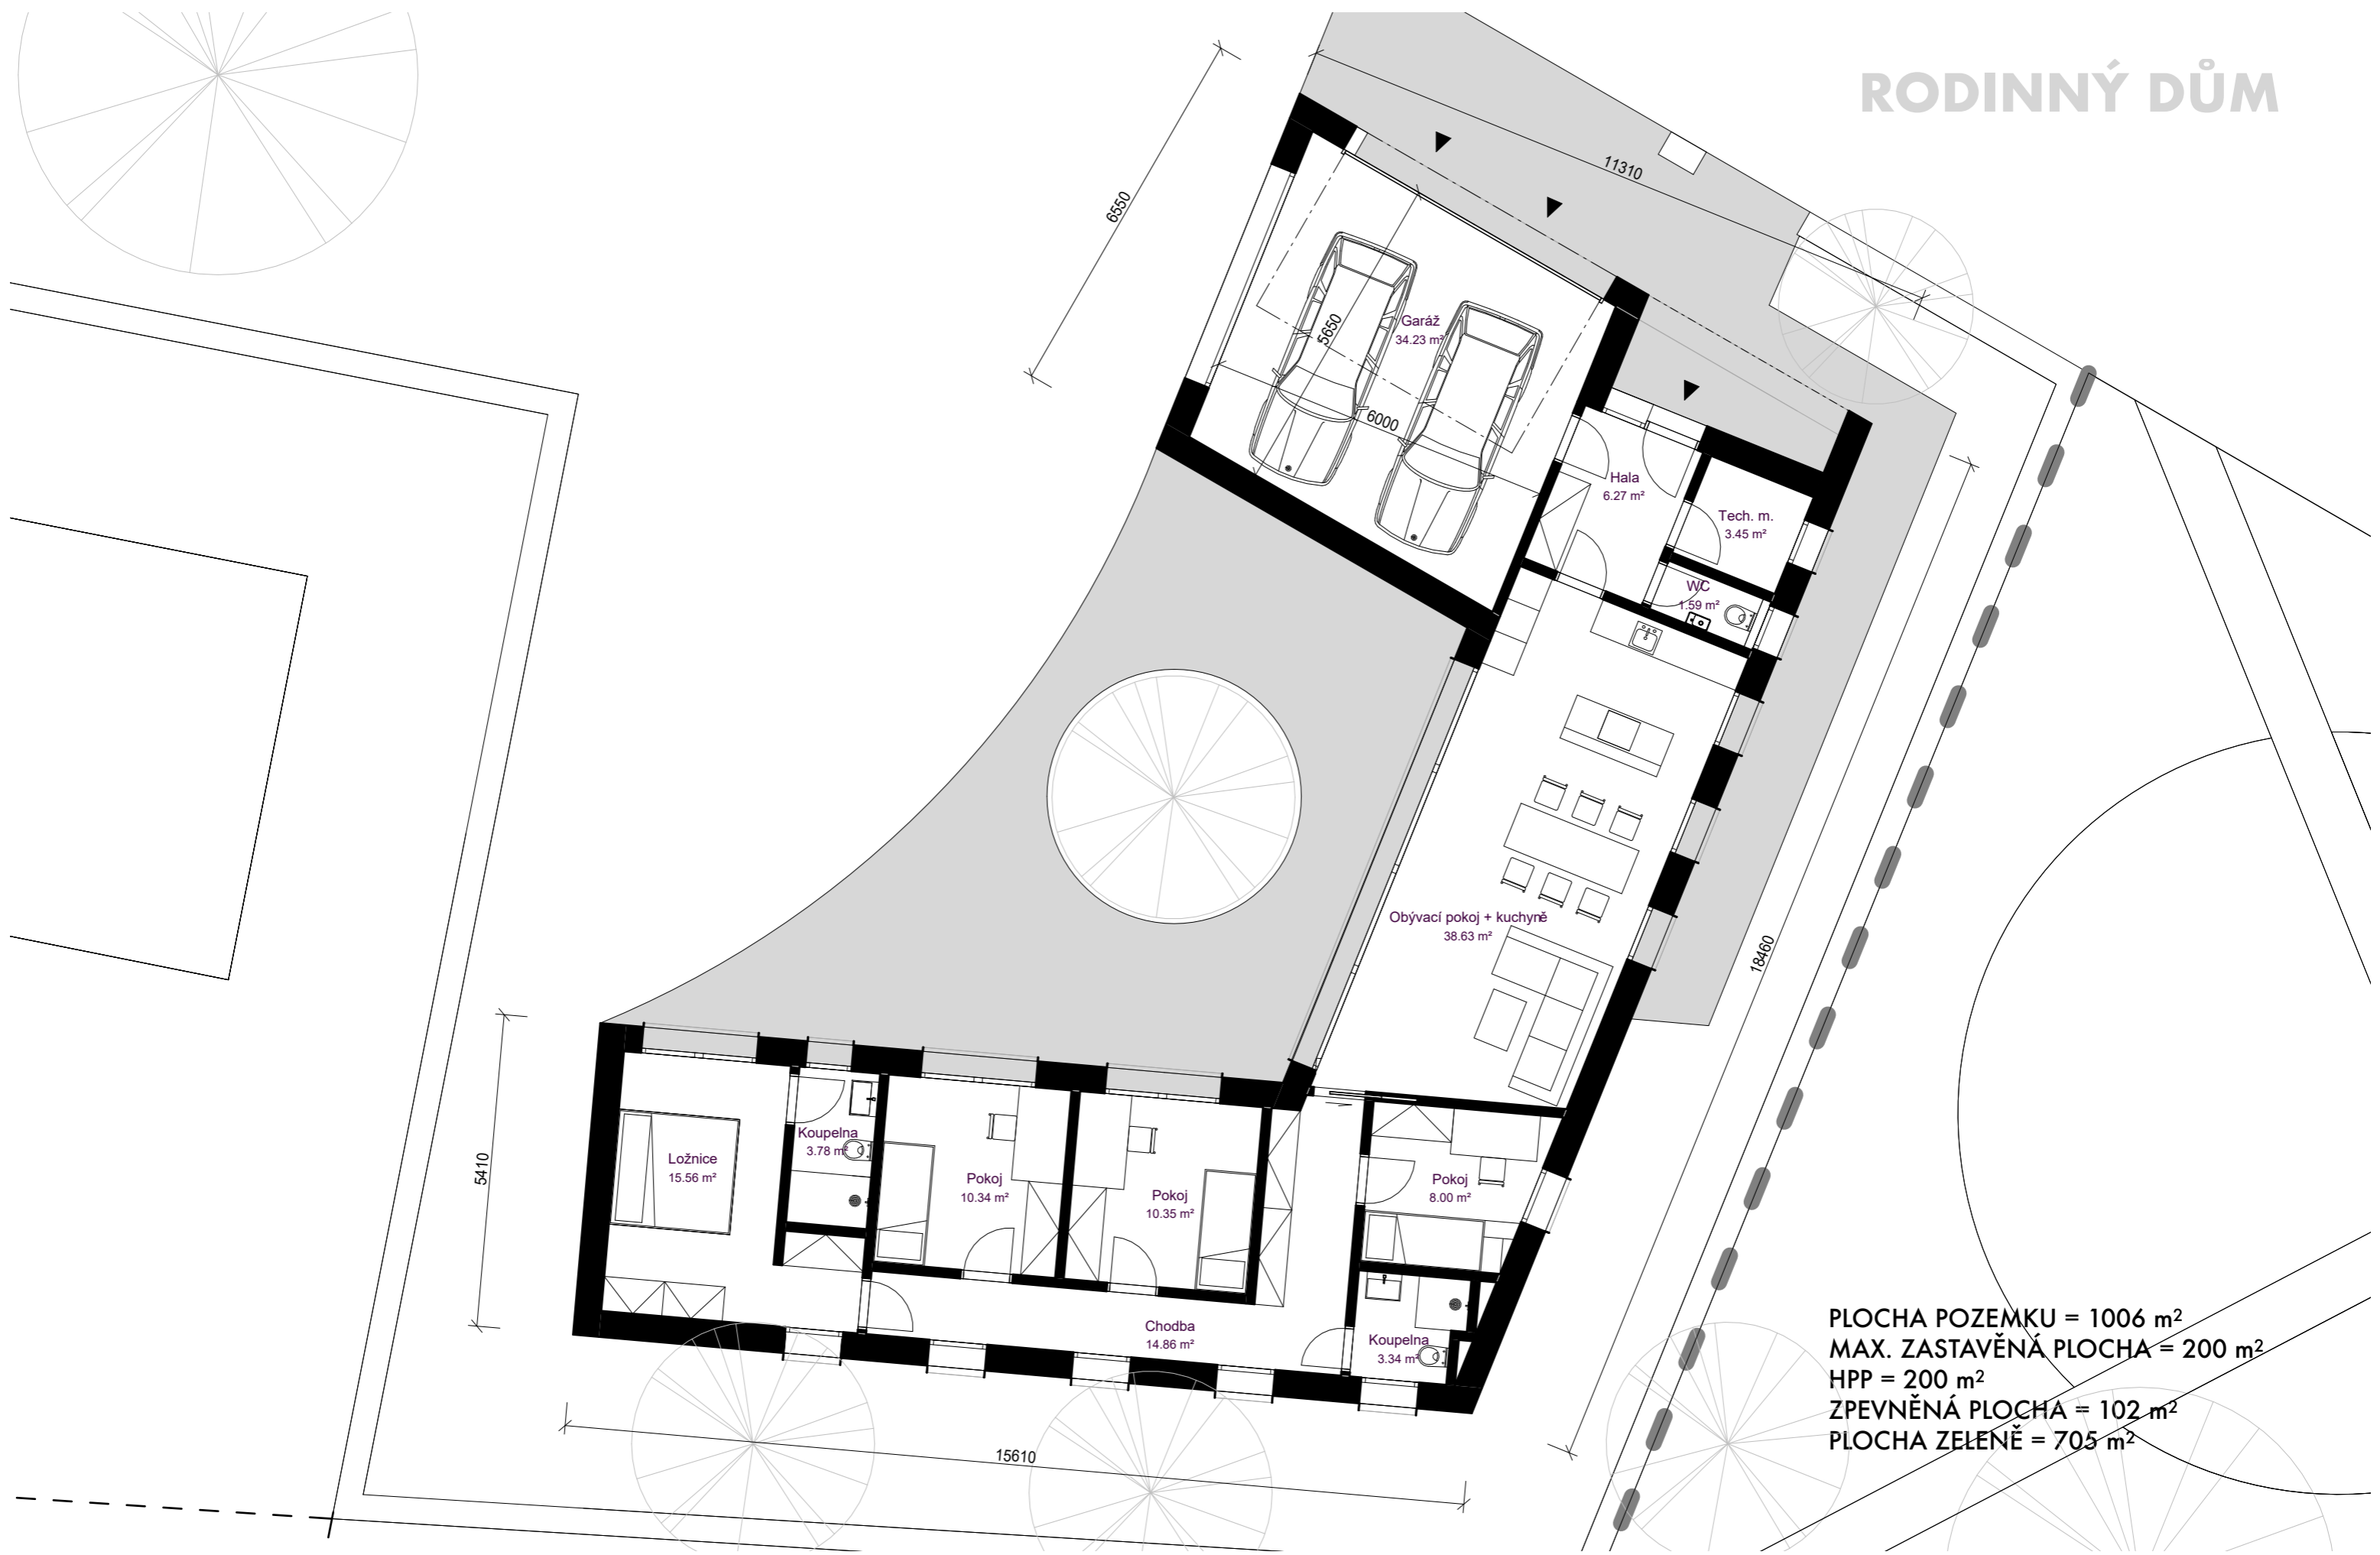 RODINNÝ DŮM
11310
6550
5650
Garáž
34.23 m²
6000
Hala
6.27 m²
Tech. m.
3.45 m²
WC
1.59 m²
Obývací pokoj + kuchyně
38.63 m²
18460
5410
Ložnice
15.56 m²
Koupelna
3.78 m²
Pokoj
10.34 m²
Pokoj
10.35 m²
Pokoj
8.00 m²
Chodba
14.86 m²
Koupelna
3.34 m²
15610
PLOCHA POZEMKU = 1006 m²
MAX. ZASTAVĚNÁ PLOCHA = 200 m²
HPP = 200 m²
ZPEVNĚNÁ PLOCHA = 102 m²
PLOCHA ZELENĚ = 705 m²